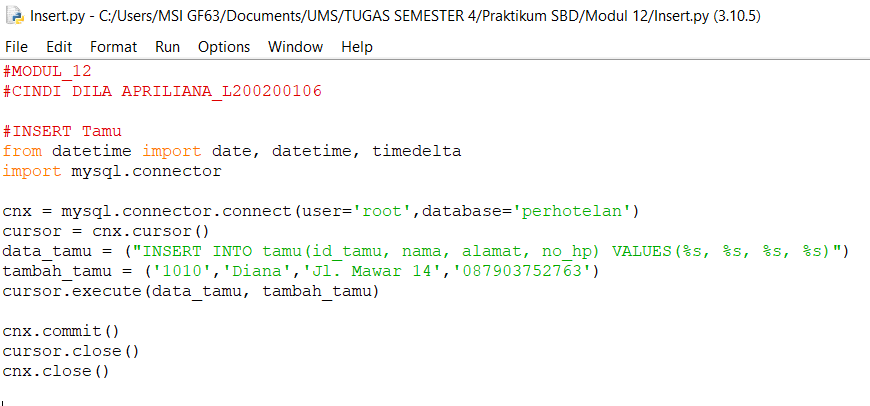 Insert.py - C:/Users/MSI GF63/Documents/UMS/TUGAS SEMESTER 4/Praktikum SBD/Modul 12/Insert.py (3.10.5)
File Edit Format Run Options Window Help
#MODUL_12
#CINDI DILA APRILIANA_L200200106
#INSERT Tamu
from datetime import date, datetime, timedelta
import mysql.connector
cnx = mysql.connector.connect(user='root',database='perhotelan')
cursor = cnx.cursor()
data_tamu = ("INSERT INTO tamu(id_tamu, nama, alamat, no_hp) VALUES(%s, %s, %s, %s)")
tambah_tamu = ('1010','Diana','Jl. Mawar 14','087903752763')
cursor.execute(data_tamu, tambah_tamu)
cnx.commit()
cursor.close()
cnx.close()